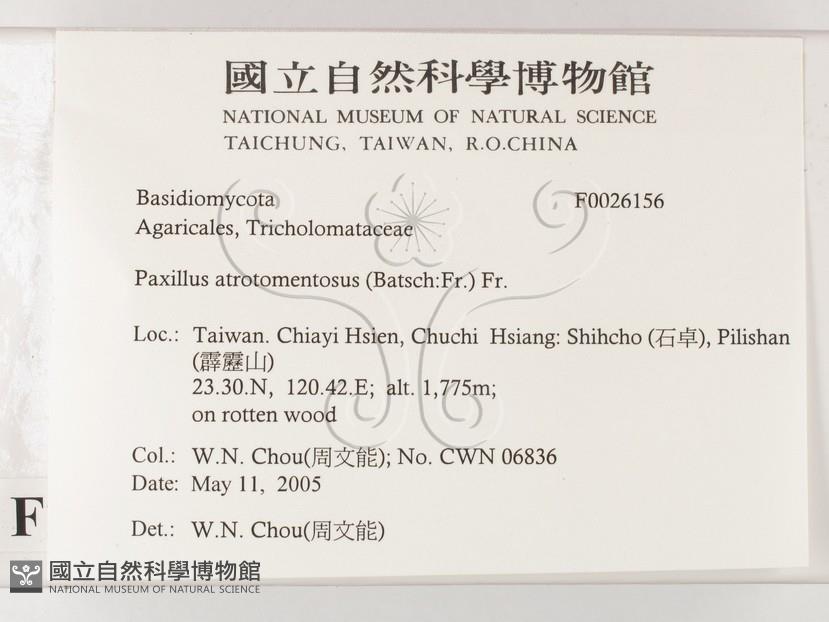 國立自然科學博物館
NATIONAL MUSEUM OF NATURAL SCIENCE
TAICHUNG, TAIWAN, R.O.CHINA
Basidiomycota F0026156
Agaricales, Tricholomataceae
Paxillus atrotomentosus (Batsch:Fr.) Fr.
Loc.: Taiwan. Chiayi Hsien, Chuchi Hsiang: Shihcho (石卓), Pilishan
(霹靂山)
23.30.N, 120.42.E; alt. 1,775m;
on rotten wood
Col.: W.N. Chou(周文能); No. CWN 06836
Date: May 11, 2005
Det.: W.N. Chou(周文能)
F
國立自然科學博物館
NATIONAL MUSEUM OF NATURAL SCIENCE